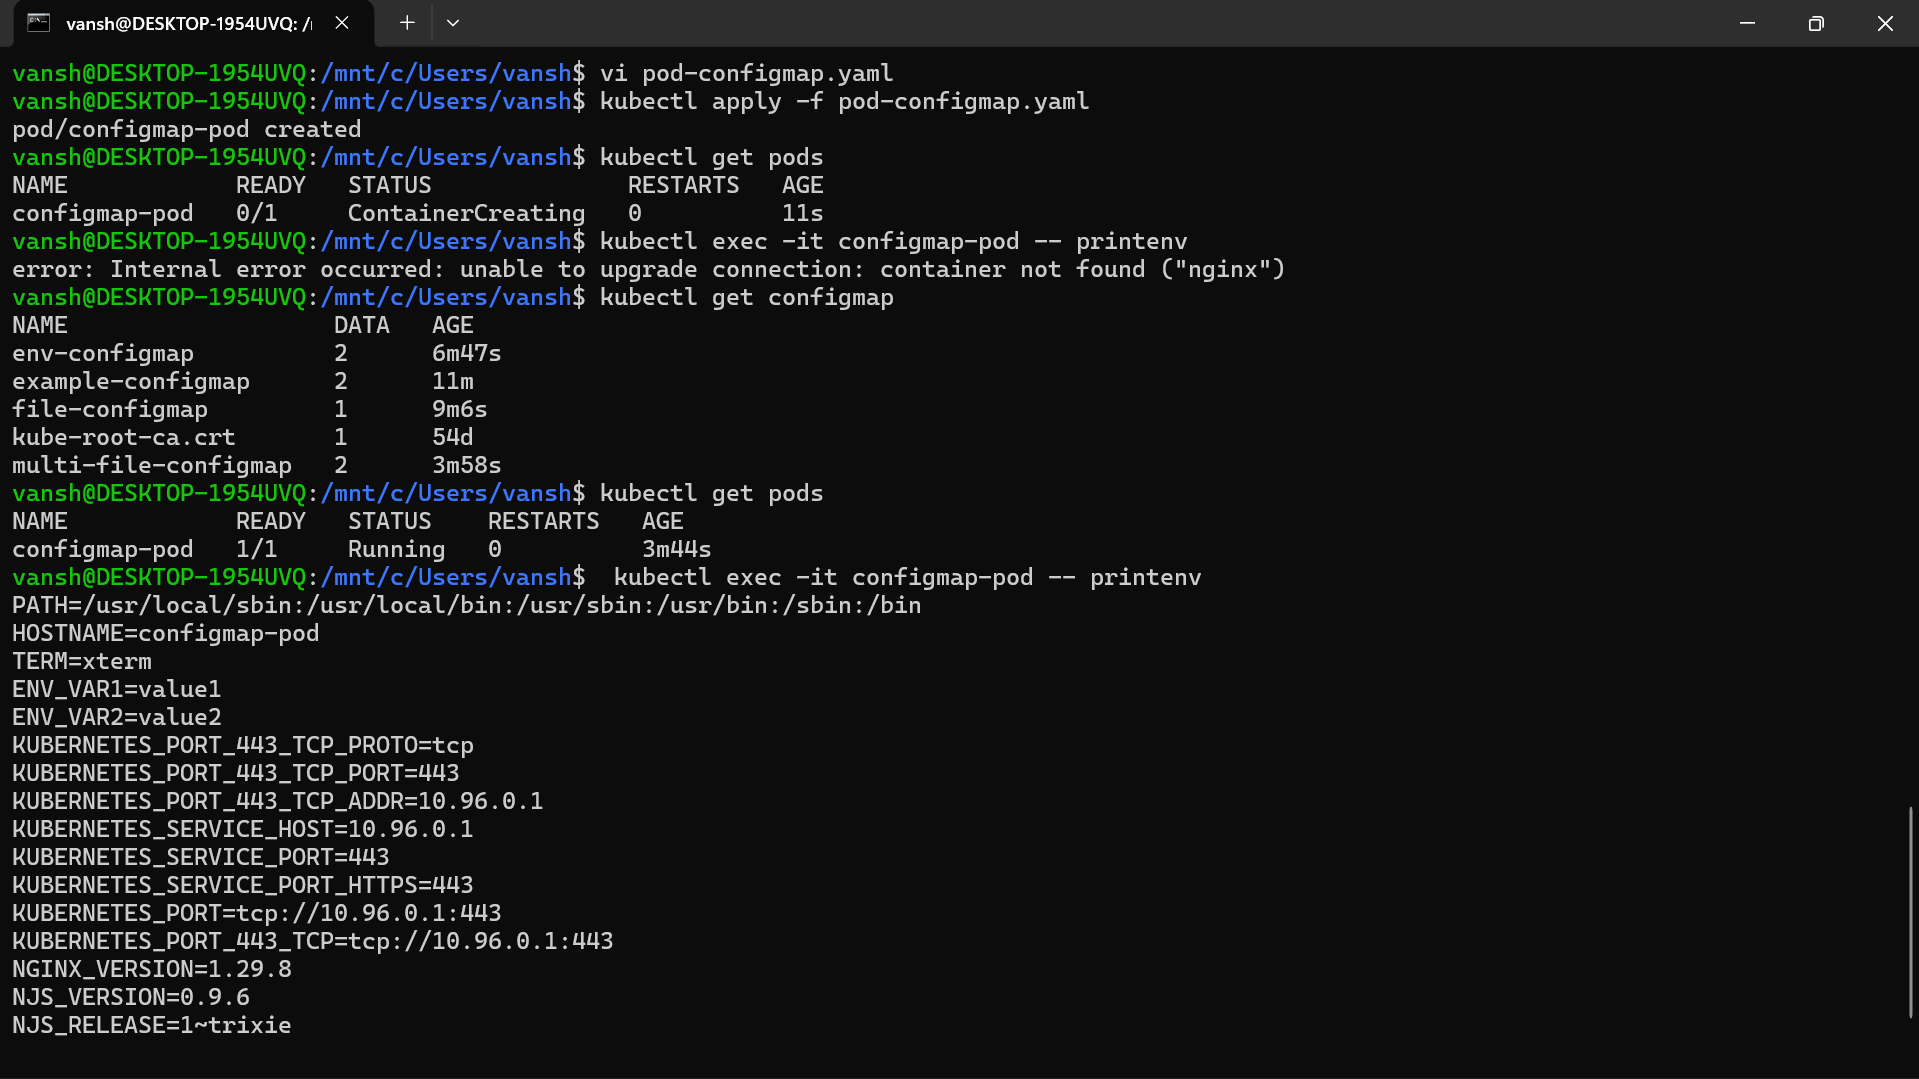 vansh@DESKTOP-1954UVQ: /
vansh@DESKTOP-1954UVQ:/mnt/c/Users/vansh$ vi pod-configmap.yaml
vansh@DESKTOP-1954UVQ:/mnt/c/Users/vansh$ kubectl apply -f pod-configmap.yaml
pod/configmap-pod created
vansh@DESKTOP-1954UVQ:/mnt/c/Users/vansh$ kubectl get pods
NAME            READY   STATUS              RESTARTS   AGE
configmap-pod   0/1     ContainerCreating   0          11s
vansh@DESKTOP-1954UVQ:/mnt/c/Users/vansh$ kubectl exec -it configmap-pod -- printenv
error: Internal error occurred: unable to upgrade connection: container not found ("nginx")
vansh@DESKTOP-1954UVQ:/mnt/c/Users/vansh$ kubectl get configmap
NAME                   DATA   AGE
env-configmap          2      6m47s
example-configmap      2      11m
file-configmap         1      9m6s
kube-root-ca.crt       1      54d
multi-file-configmap   2      3m58s
vansh@DESKTOP-1954UVQ:/mnt/c/Users/vansh$ kubectl get pods
NAME            READY   STATUS    RESTARTS   AGE
configmap-pod   1/1     Running   0          3m44s
vansh@DESKTOP-1954UVQ:/mnt/c/Users/vansh$  kubectl exec -it configmap-pod -- printenv
PATH=/usr/local/sbin:/usr/local/bin:/usr/sbin:/usr/bin:/sbin:/bin
HOSTNAME=configmap-pod
TERM=xterm
ENV_VAR1=value1
ENV_VAR2=value2
KUBERNETES_PORT_443_TCP_PROTO=tcp
KUBERNETES_PORT_443_TCP_PORT=443
KUBERNETES_PORT_443_TCP_ADDR=10.96.0.1
KUBERNETES_SERVICE_HOST=10.96.0.1
KUBERNETES_SERVICE_PORT=443
KUBERNETES_SERVICE_PORT_HTTPS=443
KUBERNETES_PORT=tcp://10.96.0.1:443
KUBERNETES_PORT_443_TCP=tcp://10.96.0.1:443
NGINX_VERSION=1.29.8
NJS_VERSION=0.9.6
NJS_RELEASE=1~trixie